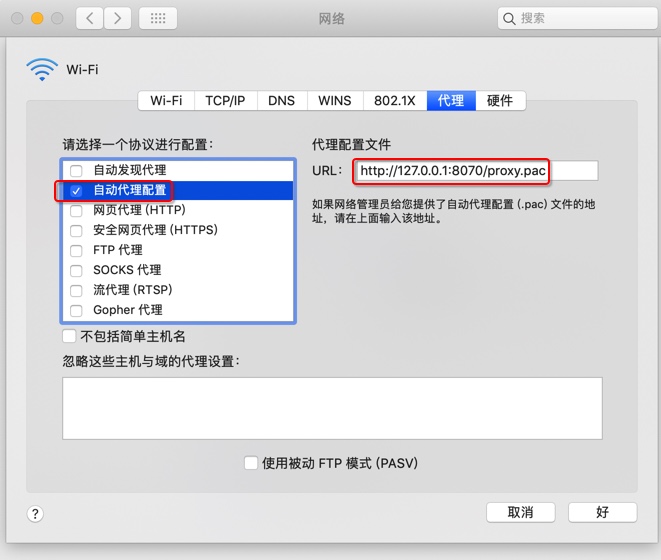 网络
搜索
Wi-Fi
Wi-Fi TCP/IP DNS WINS 802.1X 代理 硬件
请选择一个协议进行配置：
自动发现代理
自动代理配置
网页代理 (HTTP)
安全网页代理 (HTTPS)
FTP 代理
SOCKS 代理
流代理 (RTSP)
Gopher 代理
代理配置文件
URL： http://127.0.0.1:8070/proxy.pac
如果网络管理员给您提供了自动代理配置 (.pac) 文件的地
址，请在上面输入该地址。
不包括简单主机名
忽略这些主机与域的代理设置：
使用被动 FTP 模式 (PASV)
?
取消
好